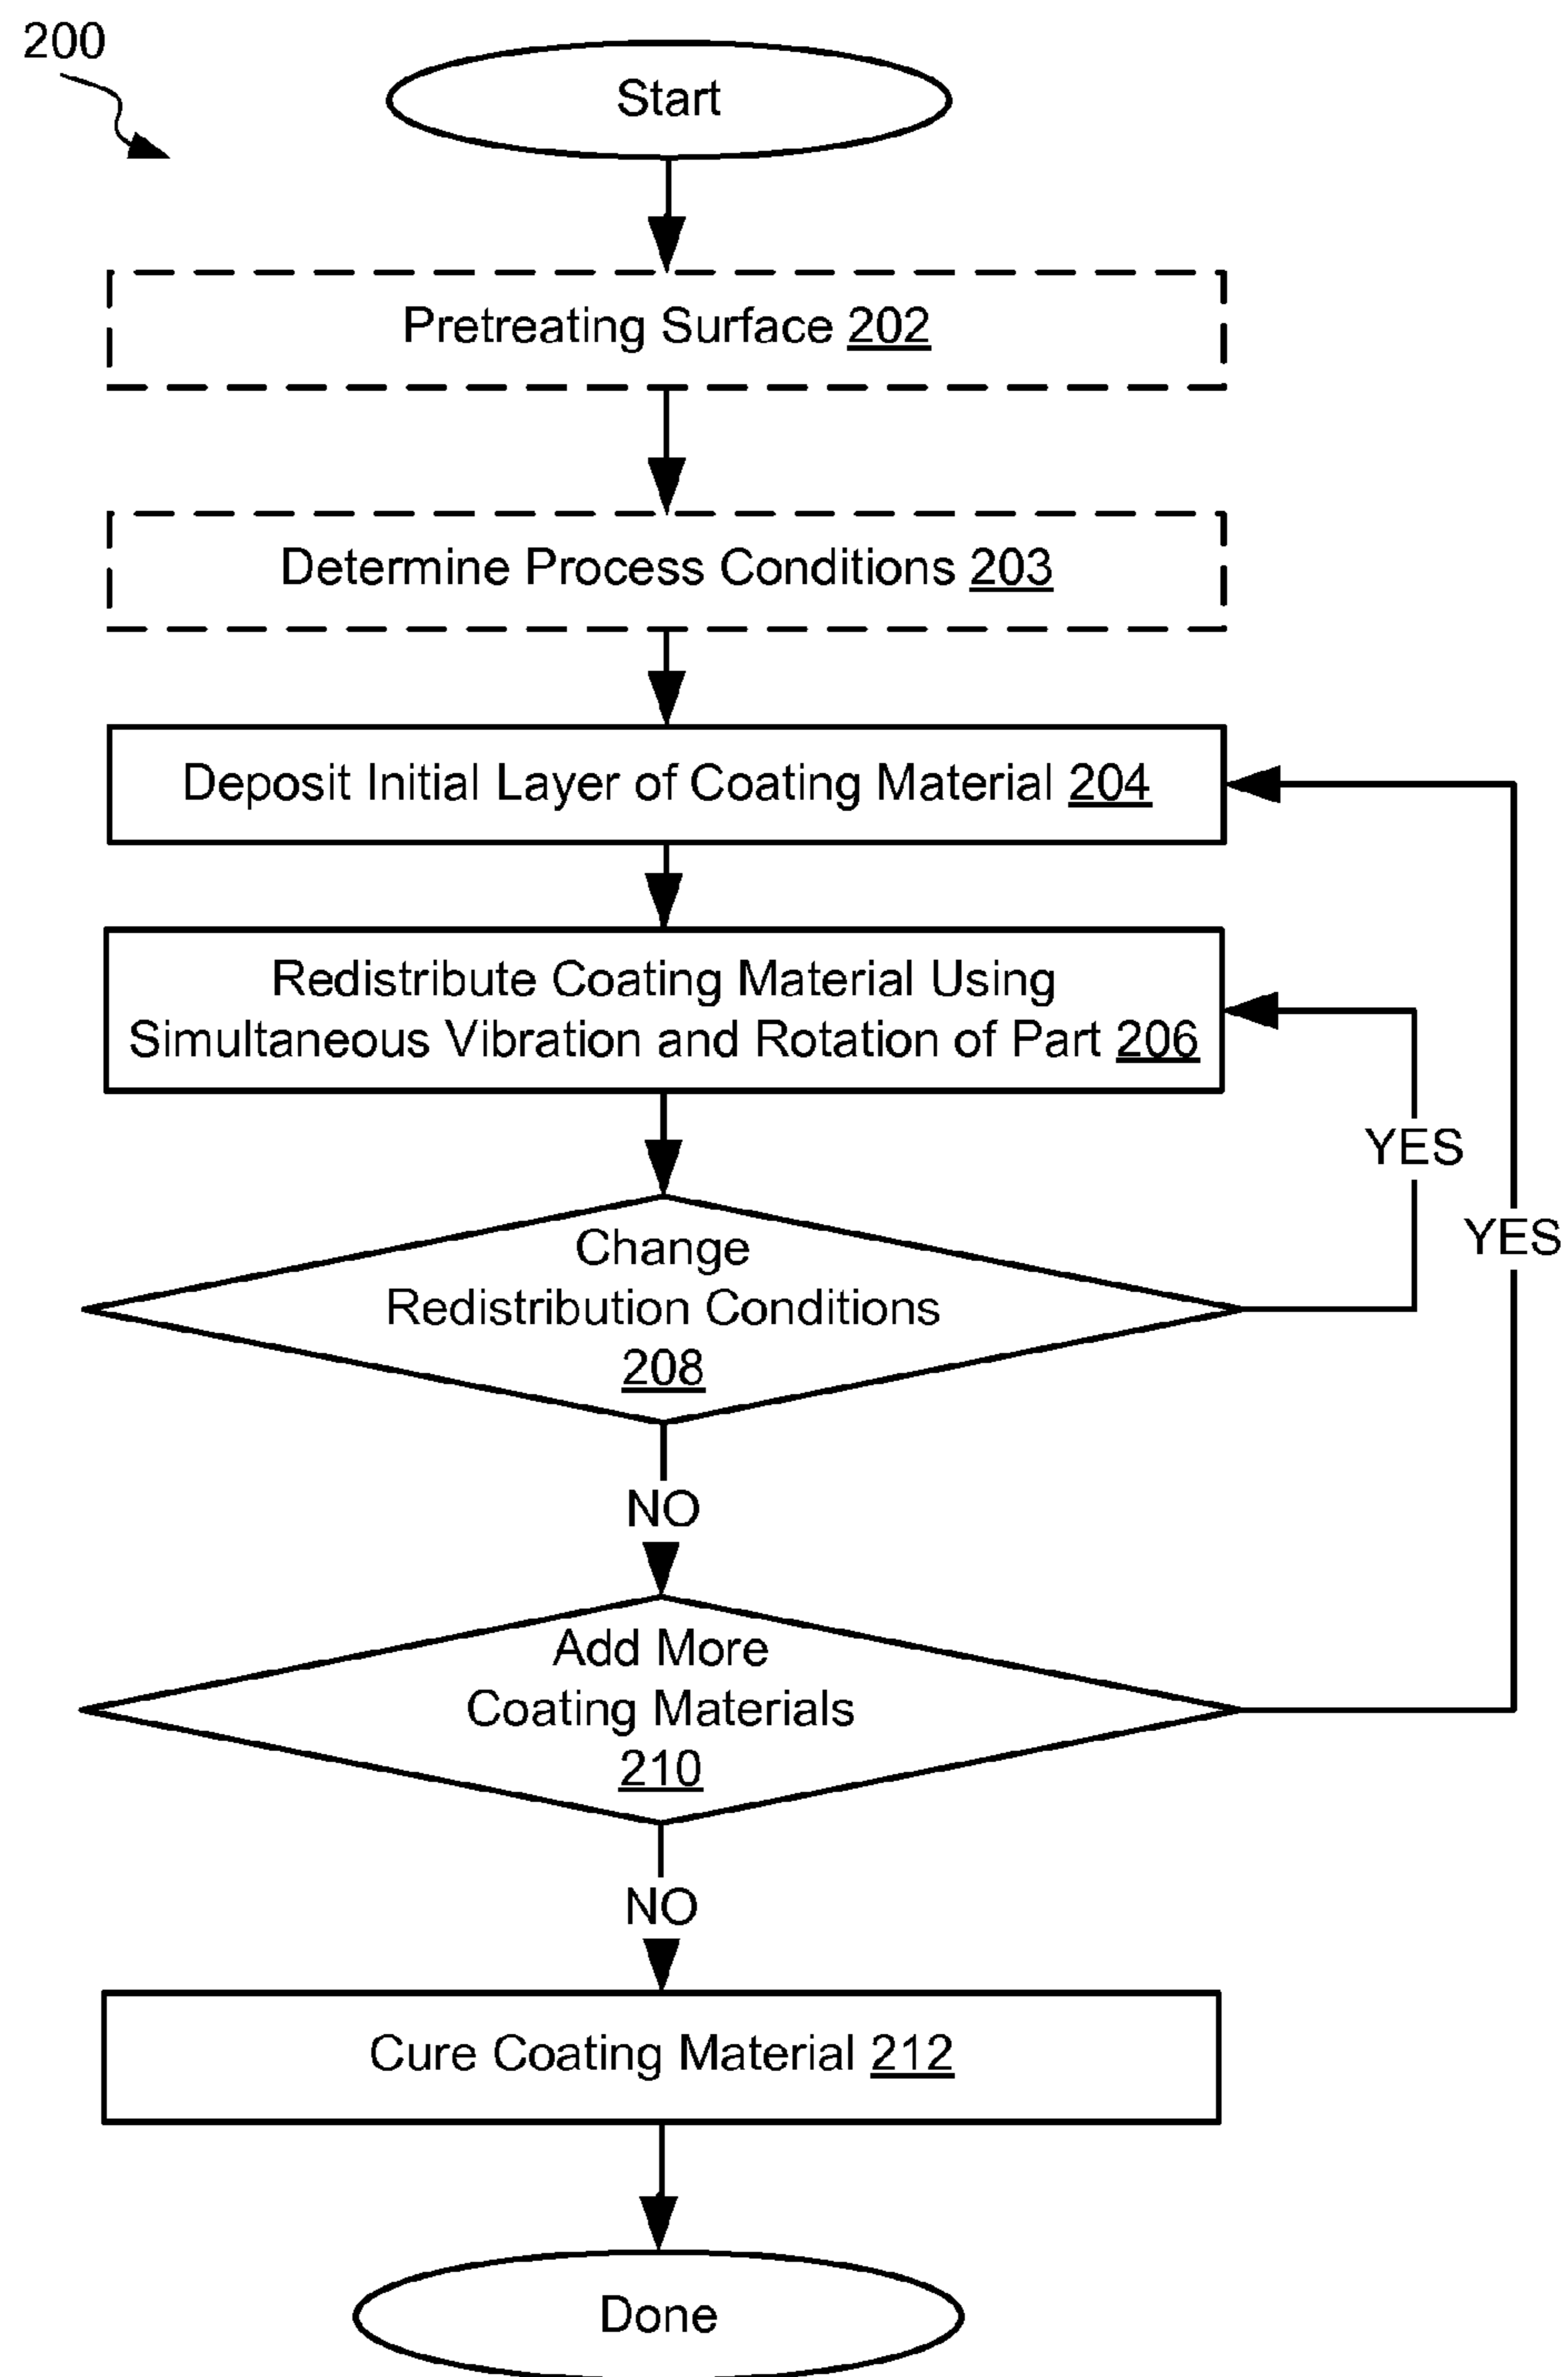 200
Start
Pretreating Surface 202
Determine Process Conditions 203
Deposit Initial Layer of Coating Material 204
Redistribute Coating Material Using
Simultaneous Vibration and Rotation of Part 206
YES
YES
Change
Redistribution Conditions
208
NO
Add More
Coating Materials
210
NO
Cure Coating Material 212
Done